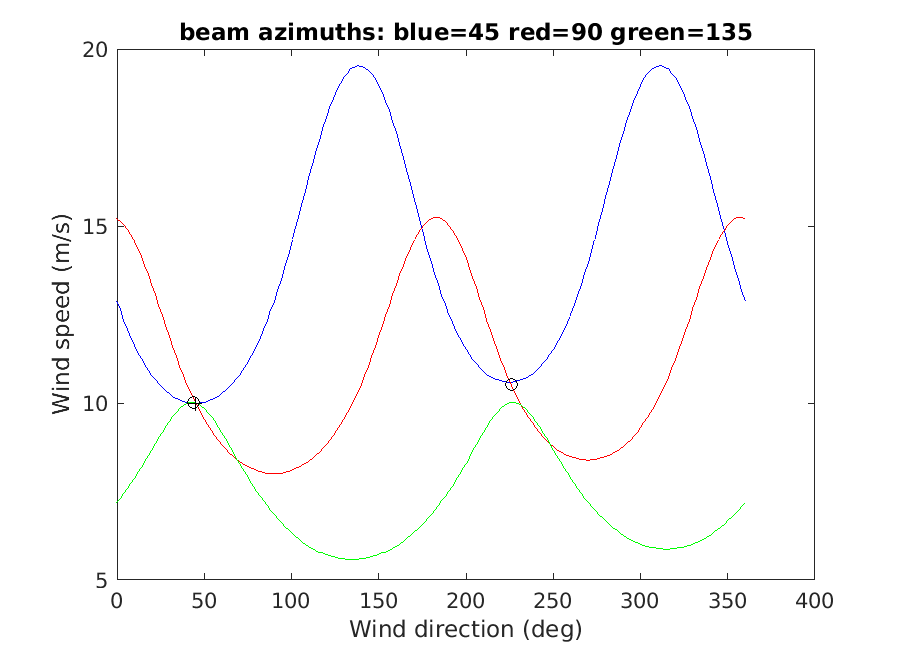 beam azimuths: blue=45 red=90 green=135
20
15
10
5
Wind speed (m/s)
0 50 100 150 200 250 300 350 400
Wind direction (deg)